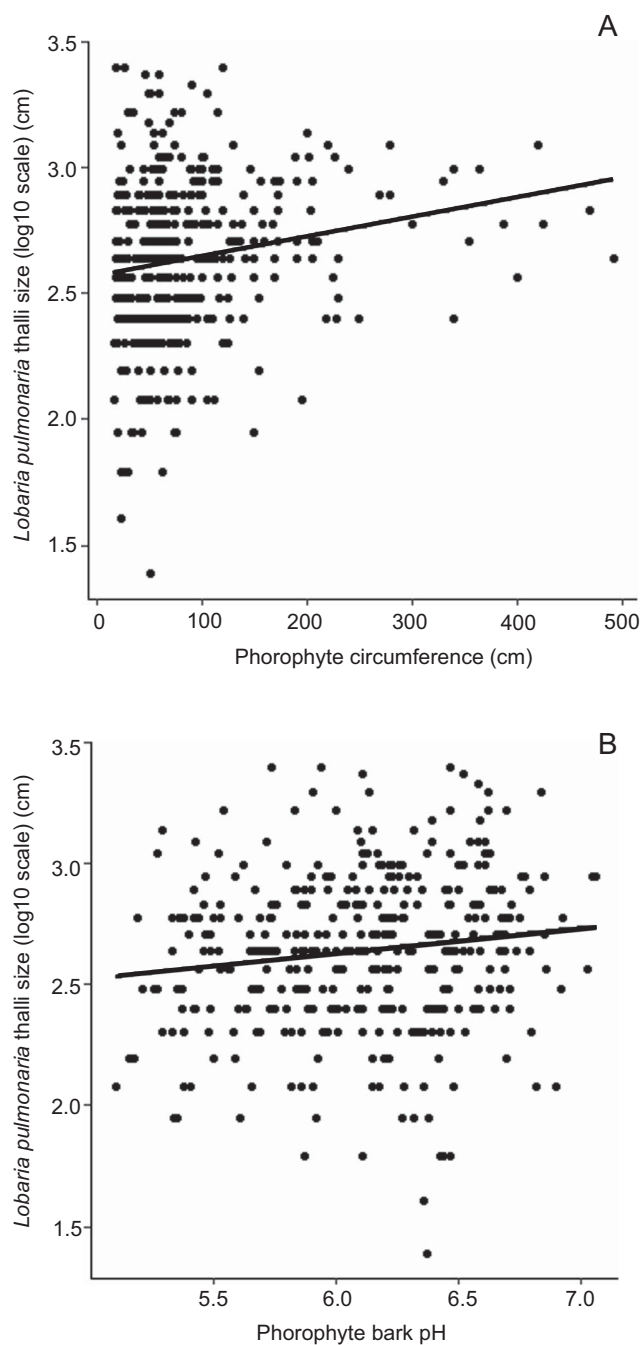 A
3.5
3.0
2.5
2.0
1.5
Lobaria pulmonaria thalli size (log10 scale) (cm)
0 100 200 300 400 500
Phorophyte circumference (cm)
B
3.5
3.0
2.5
2.0
1.5
Lobaria pulmonaria thalli size (log10 scale) (cm)
5.5 6.0 6.5 7.0
Phorophyte bark pH